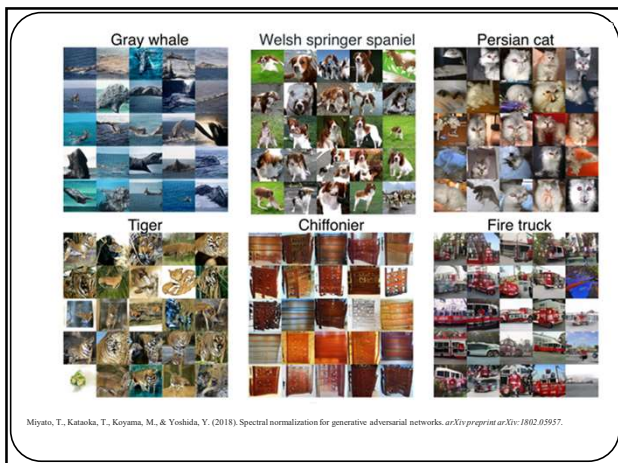 Gray whale
Welsh springer spaniel
Persian cat
Tiger
Chiffonier
Fire truck
Miyato, T., Kataoka, T., Koyama, M., & Yoshida, Y. (2018). Spectral normalization for generative adversarial networks. arXiv preprint arXiv:1802.05957.